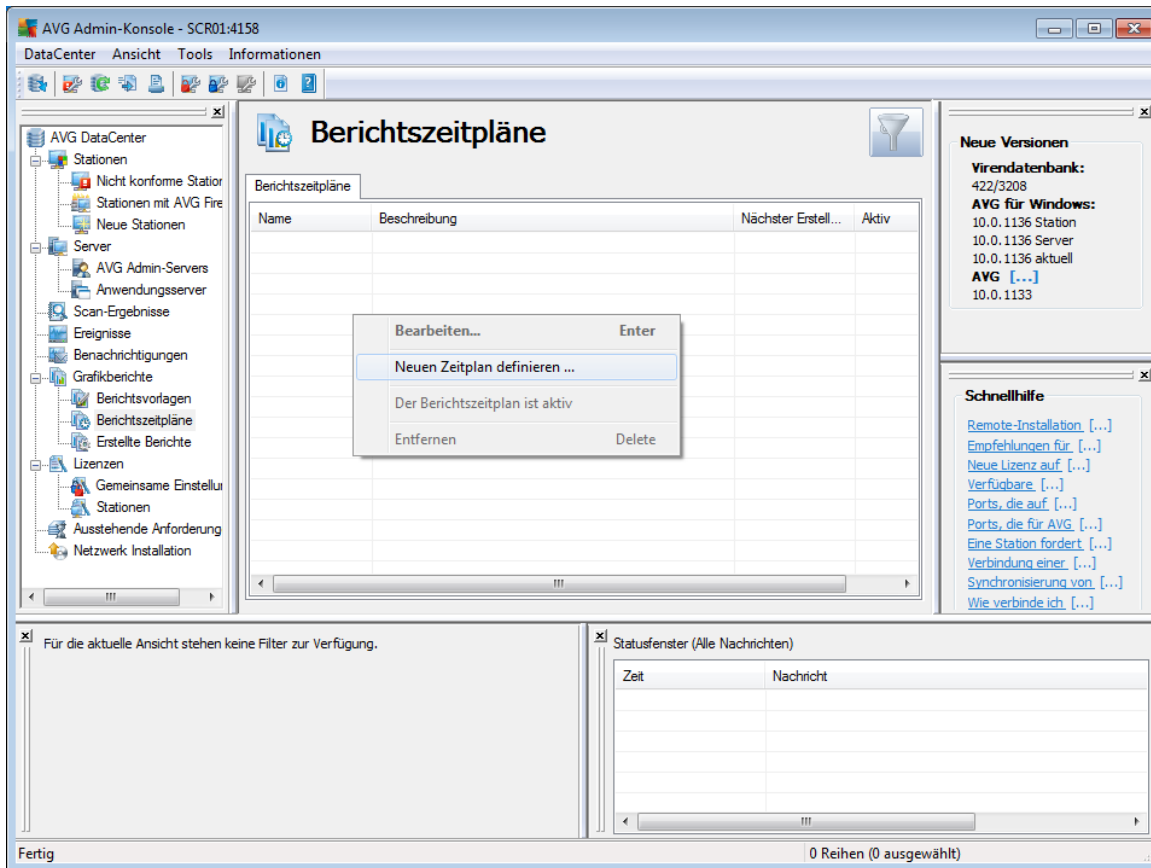 AVG Admin-Konsole - SCR01:4158
DataCenter Ansicht Tools Informationen
AVG DataCenter
Stationen
Nicht konforme Station
Stationen mit AVG Fire
Neue Stationen
Server
AVG Admin-Servers
Anwendungsserver
Scan-Ergebnisse
Ereignisse
Benachrichtigungen
Grafikberichte
Berichtsvorlagen
Berichtszeitpläne
Erstellte Berichte
Lizenzen
Gemeinsame Einstellu
Stationen
Ausstehende Anforderung
Netzwerk Installation
Berichtszeitpläne
Berichtszeitpläne
Name Beschreibung Nächster Erstell... Aktiv
Bearbeiten... Enter
Neuen Zeitplan definieren ...
Der Berichtszeitplan ist aktiv
Entfernen Delete
Neue Versionen
Virendatenbank:
422/3208
AVG für Windows:
10.0.1136 Station
10.0.1136 Server
10.0.1136 aktuell
AVG [...]
10.0.1133
Schnellhilfe
Remote-Installation [...]
Empfehlungen für [...]
Neue Lizenz auf [...]
Verfügbare [...]
Ports, die auf [...]
Ports, die für AVG [...]
Eine Station fordert [...]
Verbindung einer [...]
Synchronisierung von [...]
Wie verbinde ich [...]
Für die aktuelle Ansicht stehen keine Filter zur Verfügung.
Statusfenster (Alle Nachrichten)
Zeit Nachricht
Fertig 0 Reihen (0 ausgewählt)